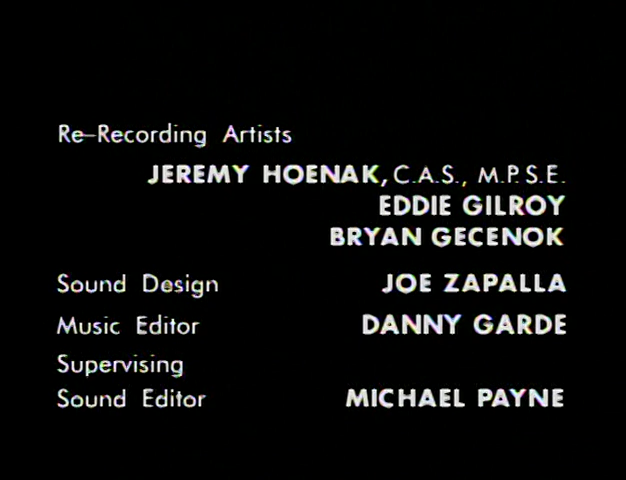 Re-Recording Artists
JEREMY HOENAK, C.A.S., M.P.S.E.
EDDIE GILROY
BRYAN GECENOK
Sound Design JOE ZAPALLA
Music Editor DANNY GARDE
Supervising
Sound Editor MICHAEL PAYNE